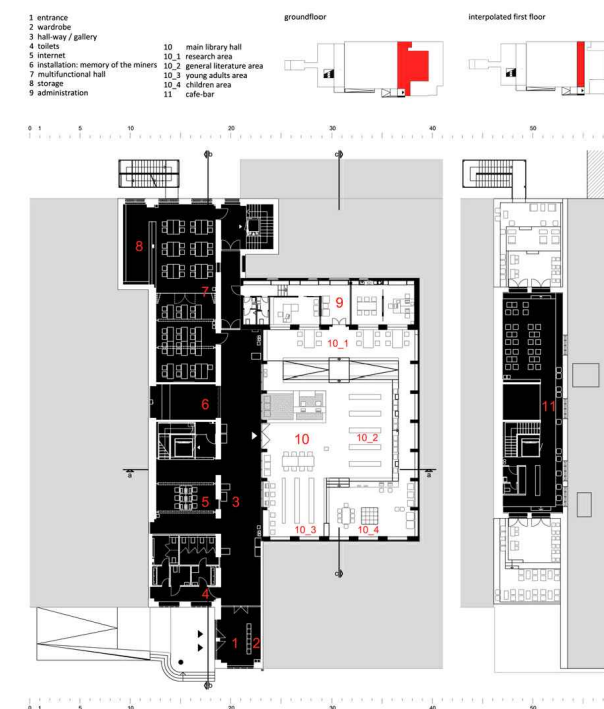 1 entrance
2 wardrobe
3 hall-way / gallery
4 toilets
5 internet
6 installation: memory of the miners
7 multifunctional hall
8 storage
9 administration
10 main library hall
10_1 research area
10_2 general literature area
10_3 young adults area
10_4 children area
11 cafe-bar
groundfloor
interpolated first floor
0 1 5 10 20 30 40 50
8
7
9
10_1
6
10
10_2
11
5
3
10_3
10_4
4
1
2
0 1 5 10 20 30 40 50